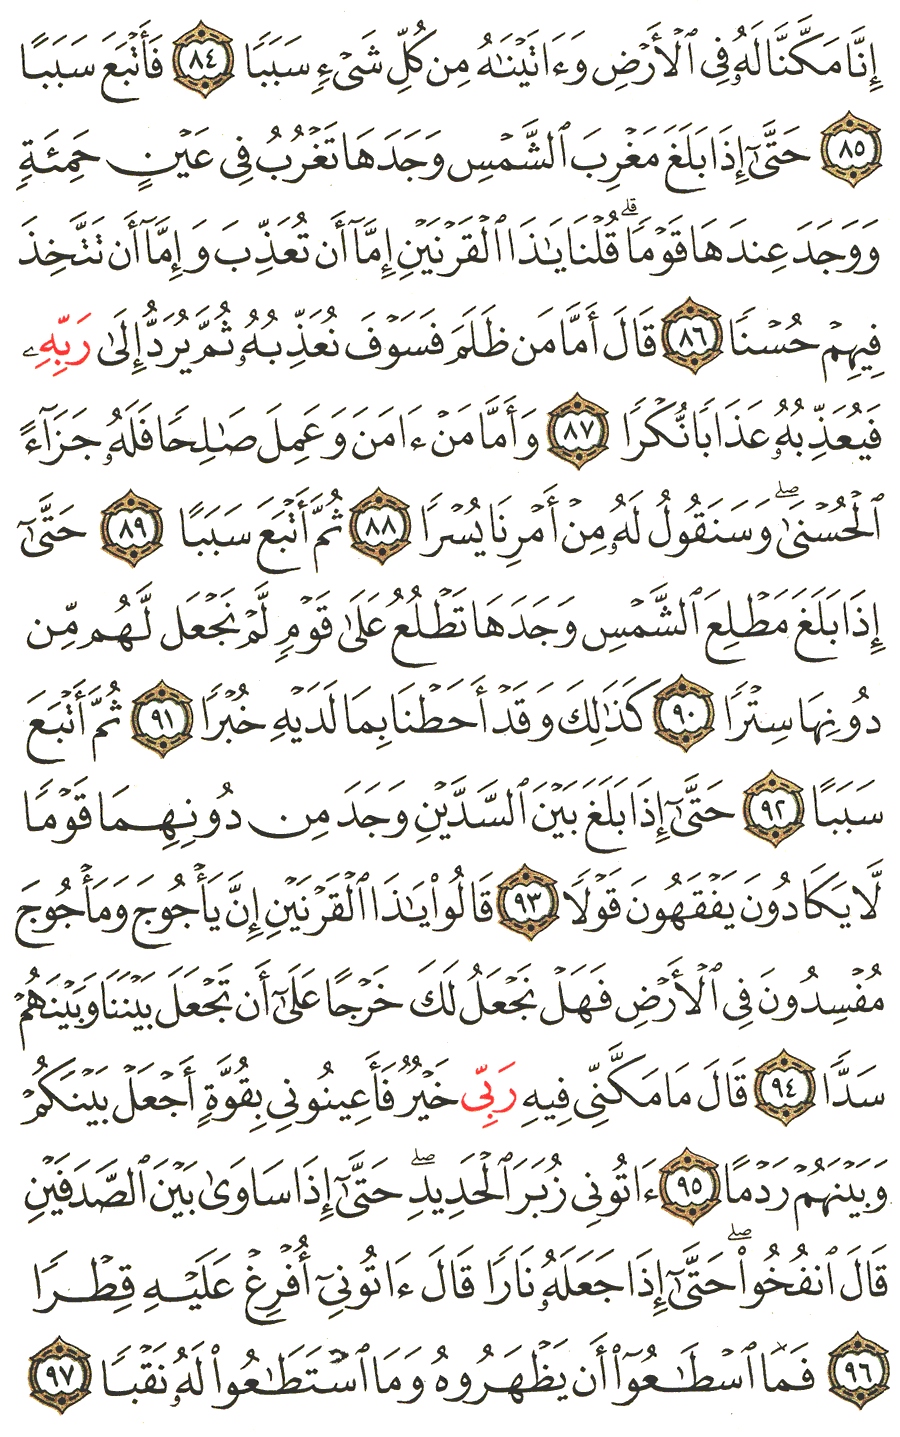 إِنَّا مَكَّنَّا لَهُۥ فِى ٱلْأَرْضِ وَءَاتَيْنَٰهُ مِن كُلِّ شَىْءٍ سَبَبًا ٨٤ فَأَتْبَعَ سَبَبًا
٨٥ حَتَّىٰٓ إِذَا بَلَغَ مَغْرِبَ ٱلشَّمْسِ وَجَدَهَا تَغْرُبُ فِى عَيْنٍ حَمِئَةٍ
وَوَجَدَ عِندَهَا قَوْمًا ۗ قُلْنَا يَٰذَا ٱلْقَرْنَيْنِ إِمَّآ أَن تُعَذِّبَ وَإِمَّآ أَن تَتَّخِذَ
فِيهِمْ حُسْنًا ٨٦ قَالَ أَمَّا مَن ظَلَمَ فَسَوْفَ نُعَذِّبُهُۥ ثُمَّ يُرَدُّ إِلَىٰ رَبِّهِۦ
فَيُعَذِّبُهُۥ عَذَابًا نُّكْرًا ٨٧ وَأَمَّا مَنْ ءَامَنَ وَعَمِلَ صَٰلِحًا فَلَهُۥ جَزَآءً
ٱلْحُسْنَىٰ ۖ وَسَنَقُولُ لَهُۥ مِنْ أَمْرِنَا يُسْرًا ٨٨ ثُمَّ أَتْبَعَ سَبَبًا ٨٩ حَتَّىٰٓ
إِذَا بَلَغَ مَطْلِعَ ٱلشَّمْسِ وَجَدَهَا تَطْلُعُ عَلَىٰ قَوْمٍ لَّمْ نَجْعَل لَّهُم مِّن
دُونِهَا سِتْرًا ٩٠ كَذَٰلِكَ وَقَدْ أَحَطْنَا بِمَا لَدَيْهِ خُبْرًا ٩١ ثُمَّ أَتْبَعَ
سَبَبًا ٩٢ حَتَّىٰٓ إِذَا بَلَغَ بَيْنَ ٱلسَّدَّيْنِ وَجَدَ مِن دُونِهِمَا قَوْمًا
لَّا يَكَادُونَ يَفْقَهُونَ قَوْلًا ٩٣ قَالُوا۟ يَٰذَا ٱلْقَرْنَيْنِ إِنَّ يَأْجُوجَ وَمَأْجُوجَ
مُفْسِدُونَ فِى ٱلْأَرْضِ فَهَلْ نَجْعَلُ لَكَ خَرْجًا عَلَىٰٓ أَن تَجْعَلَ بَيْنَنَا وَبَيْنَهُمْ
سَدًّا ٩٤ قَالَ مَا مَكَّنِّى فِيهِ رَبِّى خَيْرٌ فَأَعِينُونِى بِقُوَّةٍ أَجْعَلْ بَيْنَكُمْ
وَبَيْنَهُمْ رَدْمًا ٩٥ ءَاتُونِى زُبَرَ ٱلْحَدِيدِ ۖ حَتَّىٰٓ إِذَا سَاوَىٰ بَيْنَ ٱلصَّدَفَيْنِ
قَالَ ٱنفُخُوا۟ ۖ حَتَّىٰٓ إِذَا جَعَلَهُۥ نَارًا قَالَ ءَاتُونِىٓ أُفْرِغْ عَلَيْهِ قِطْرًا
٩٦ فَمَا ٱسْطَٰعُوٓا۟ أَن يَظْهَرُوهُ وَمَا ٱسْتَطَٰعُوا۟ لَهُۥ نَقْبًا ٩٧